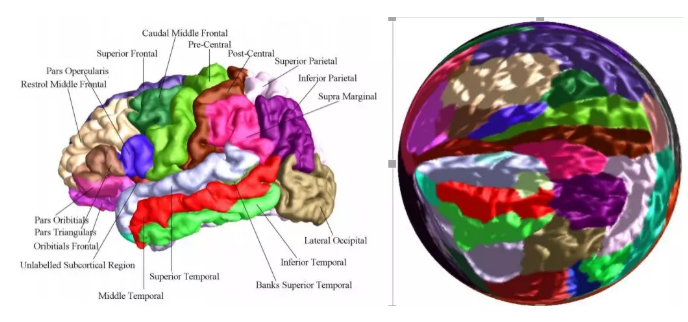 Caudal Middle Frontal
Pre-Central
Superior Frontal
Post-Central
Superior Parietal
Pars Opercularis
Inferior Parietal
Restrol Middle Frontal
Supra Marginal
Pars Oribitials
Pars Triangulars
Oribitials Frontal
Lateral Occipital
Unlabelled Subcortical Region
Inferior Temporal
Superior Temporal
Banks Superior Temporal
Middle Temporal